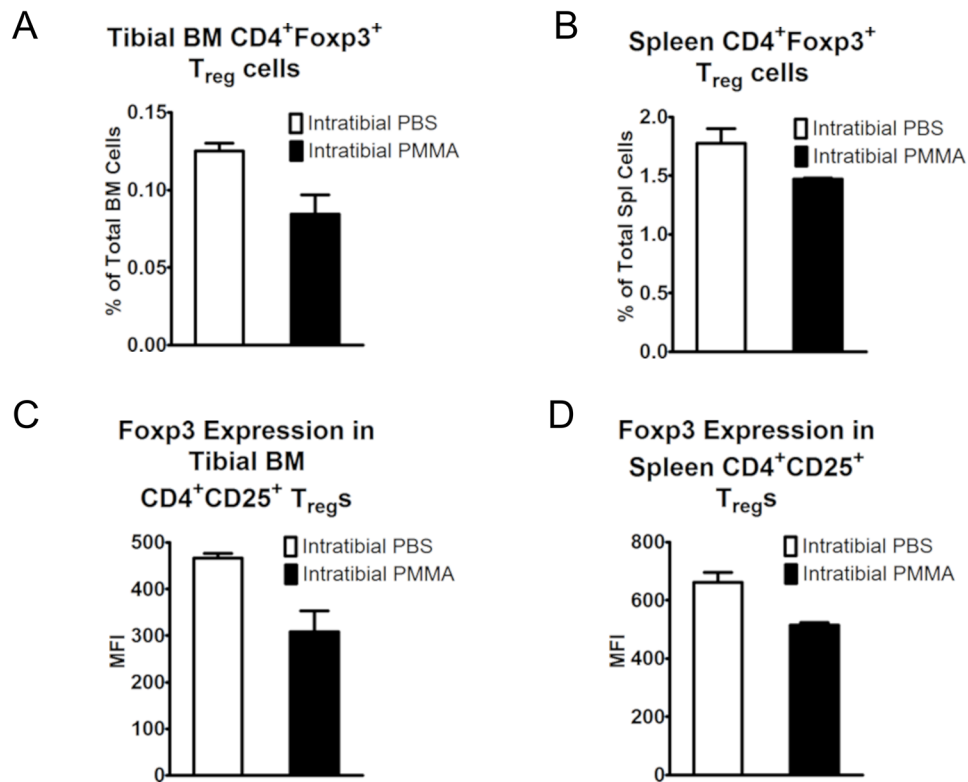 A
Tibial BM CD4⁺Foxp3⁺
T_reg cells
% of Total BM Cells
0.15
0.10
0.05
0.00
Intratibial PBS
Intratibial PMMA
B
Spleen CD4⁺Foxp3⁺
T_reg cells
% of Total Spl Cells
2.0
1.5
1.0
0.5
0.0
Intratibial PBS
Intratibial PMMA
C
Foxp3 Expression in
Tibial BM
CD4⁺CD25⁺ T_regs
MFI
500
400
300
200
100
0
Intratibial PBS
Intratibial PMMA
D
Foxp3 Expression in
Spleen CD4⁺CD25⁺
T_regs
MFI
800
600
400
200
0
Intratibial PBS
Intratibial PMMA